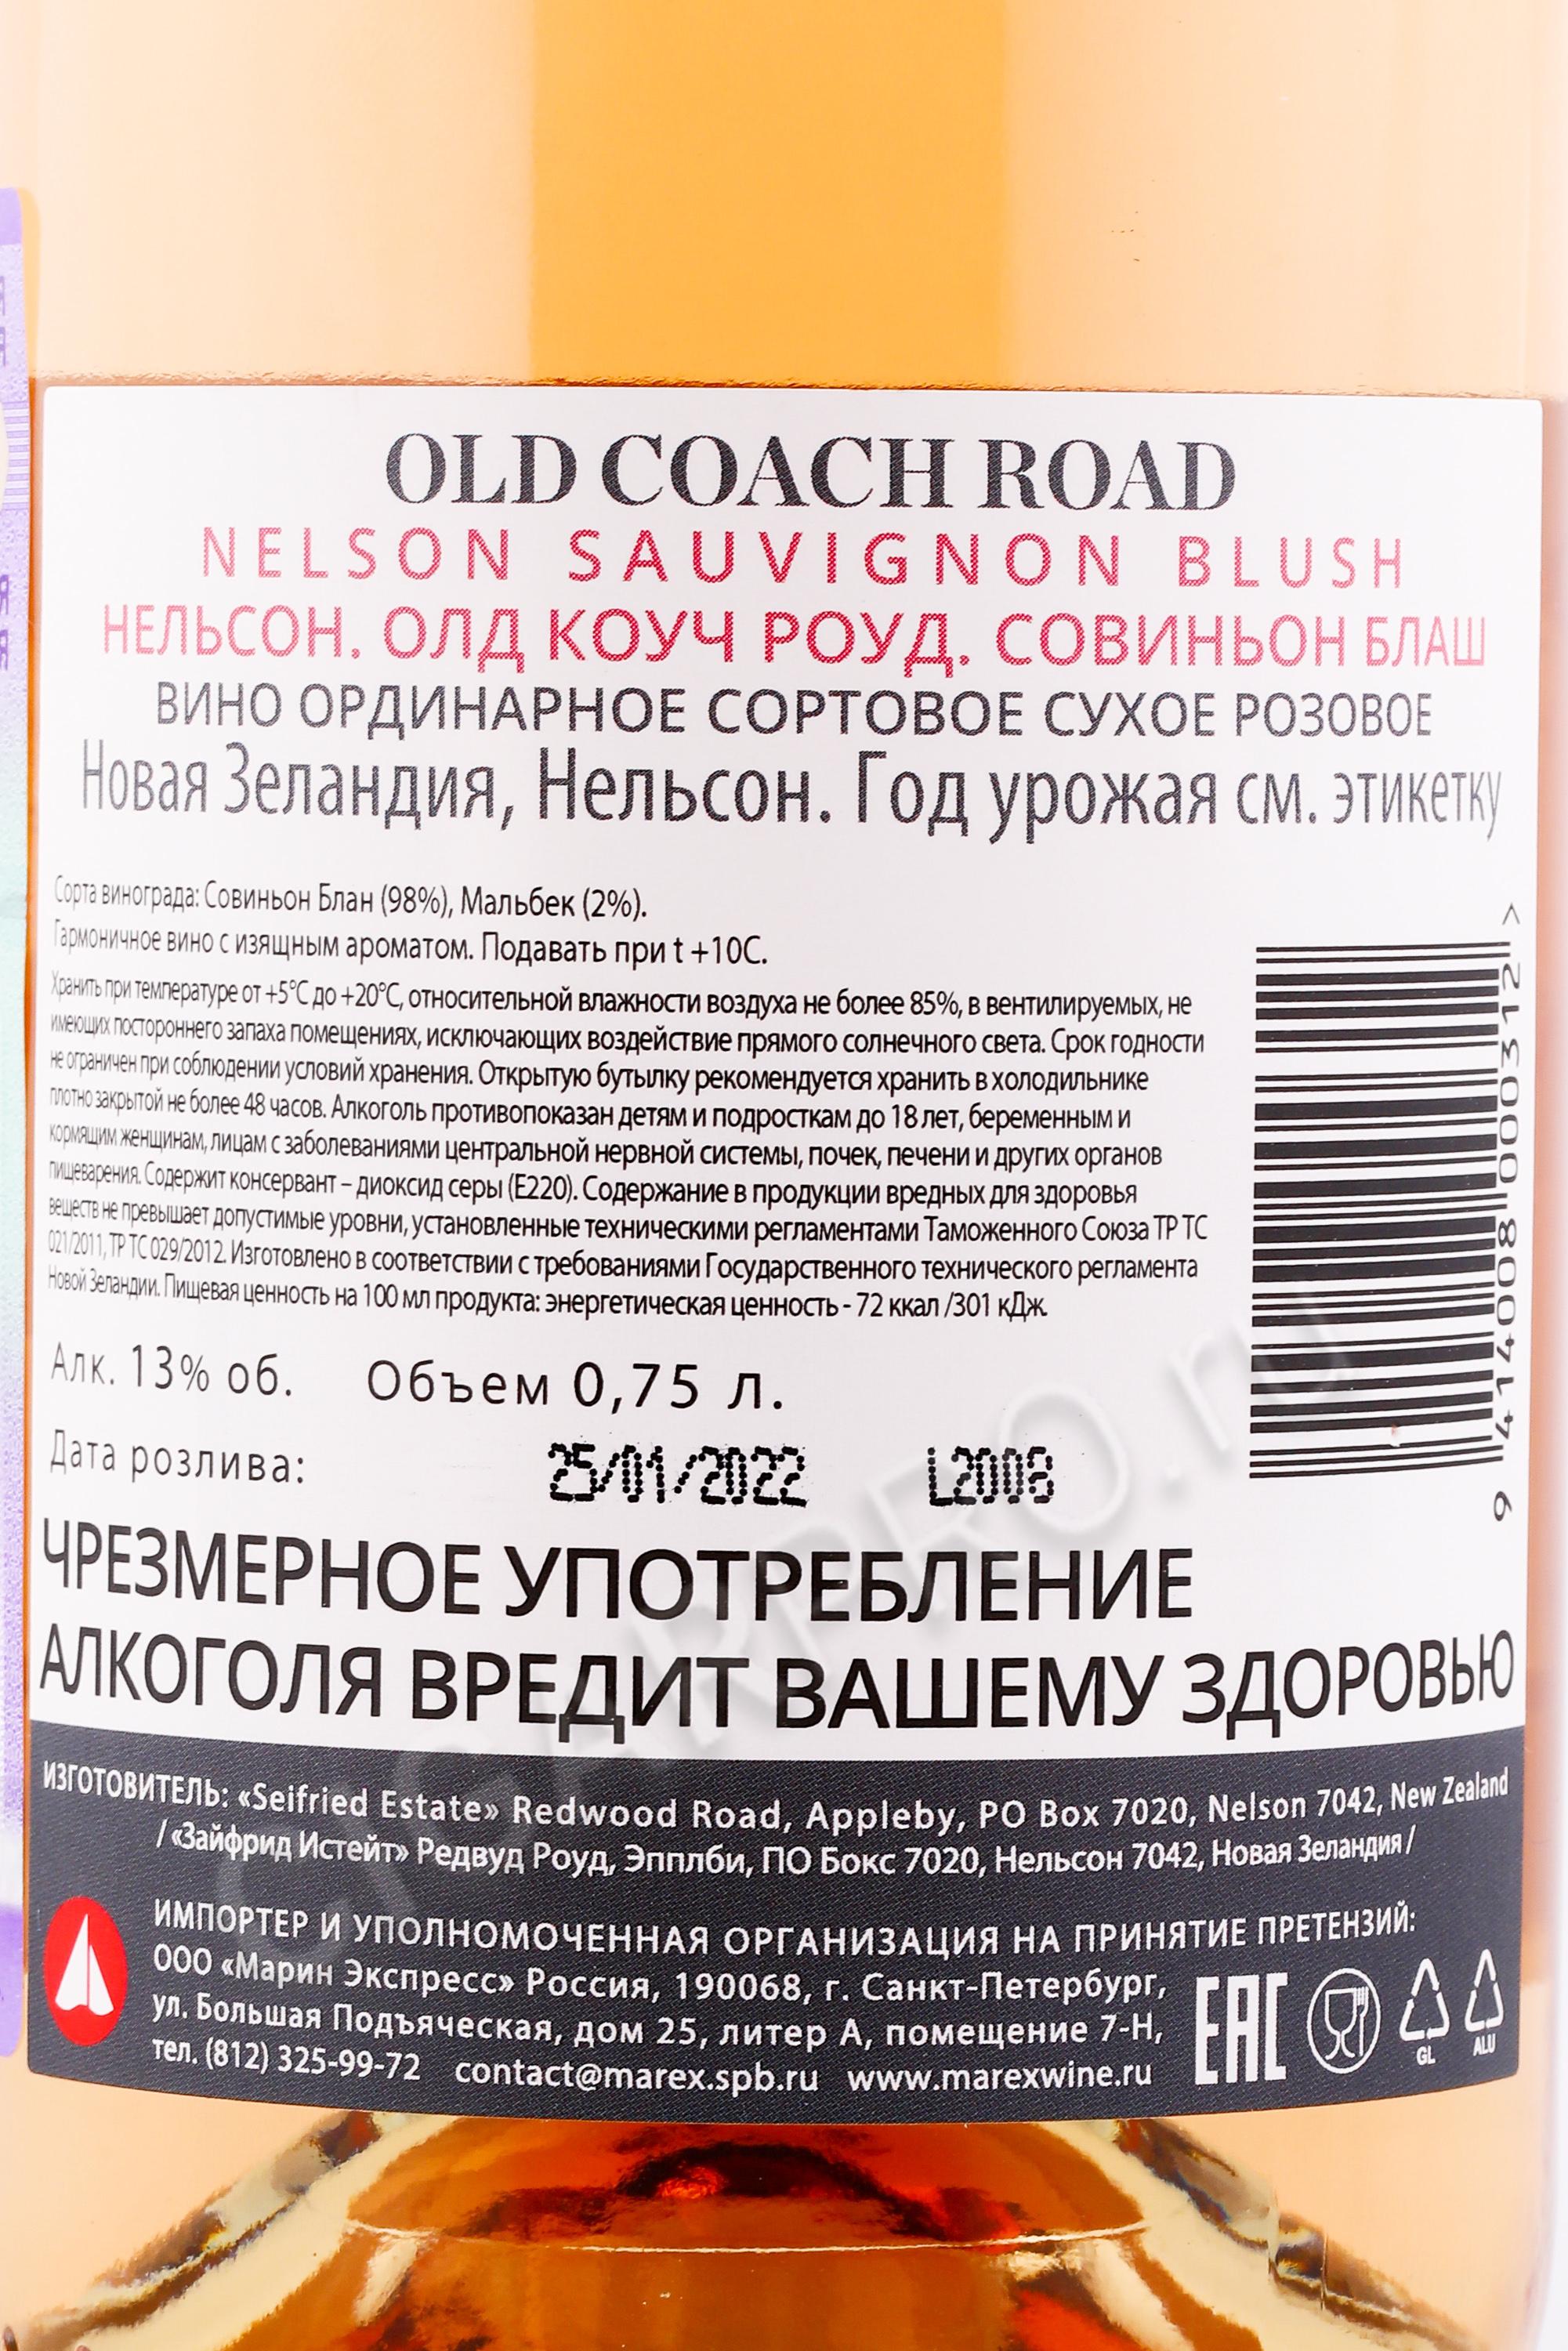 OLD COACH ROAD
NELSON SAUVIGNON BLUSH
НЕЛЬСОН. ОЛД КОУЧ РОУД. СОВИНЬОН БЛАШ
ВИНО ОРДИНАРНОЕ СОРТОВОЕ СУХОЕ РОЗОВОЕ
Новая Зеландия, Нельсон. Год урожая см. этикетку
Сорта винограда: Совиньон Блан (98%), Мальбек (2%).
Гармоничное вино с изящным ароматом. Подавать при t +10С.
Хранить при температуре от +5°С до +20°С, относительной влажности воздуха не более 85%, в вентилируемых, не
имеющих постороннего запаха помещениях, исключающих воздействие прямого солнечного света. Срок годности
не ограничен при соблюдении условий хранения. Открытую бутылку рекомендуется хранить в холодильнике
плотно закрытой не более 48 часов. Алкоголь противопоказан детям и подросткам до 18 лет, беременным и
кормящим женщинам, лицам с заболеваниями центральной нервной системы, почек, печени и других органов
пищеварения. Содержит консервант – диоксид серы (Е220). Содержание в продукции вредных для здоровья
веществ не превышает допустимые уровни, установленные техническими регламентами Таможенного Союза ТР ТС
021/2011, ТР ТС 029/2012. Изготовлено в соответствии с требованиями Государственного технического регламента
Новой Зеландии. Пищевая ценность на 100 мл продукта: энергетическая ценность - 72 ккал /301 кДж.
9 414008 000312 >
Алк. 13% об. Объем 0,75 л.
Дата розлива: 25/01/2022 L2008
ЧРЕЗМЕРНОЕ УПОТРЕБЛЕНИЕ
АЛКОГОЛЯ ВРЕДИТ ВАШЕМУ ЗДОРОВЬЮ
ИЗГОТОВИТЕЛЬ: «Seifried Estate» Redwood Road, Appleby, PO Box 7020, Nelson 7042, New Zealand
/ «Зайфрид Истейт» Редвуд Роуд, Эпплби, ПО Бокс 7020, Нельсон 7042, Новая Зеландия /
ИМПОРТЕР И УПОЛНОМОЧЕННАЯ ОРГАНИЗАЦИЯ НА ПРИНЯТИЕ ПРЕТЕНЗИЙ:
ООО «Марин Экспресс» Россия, 190068, г. Санкт-Петербург,
ул. Большая Подъяческая, дом 25, литер А, помещение 7-Н,
тел. (812) 325-99-72 contact@marex.spb.ru www.marexwine.ru
EAC
GL ALU
CIGARPRO.ru